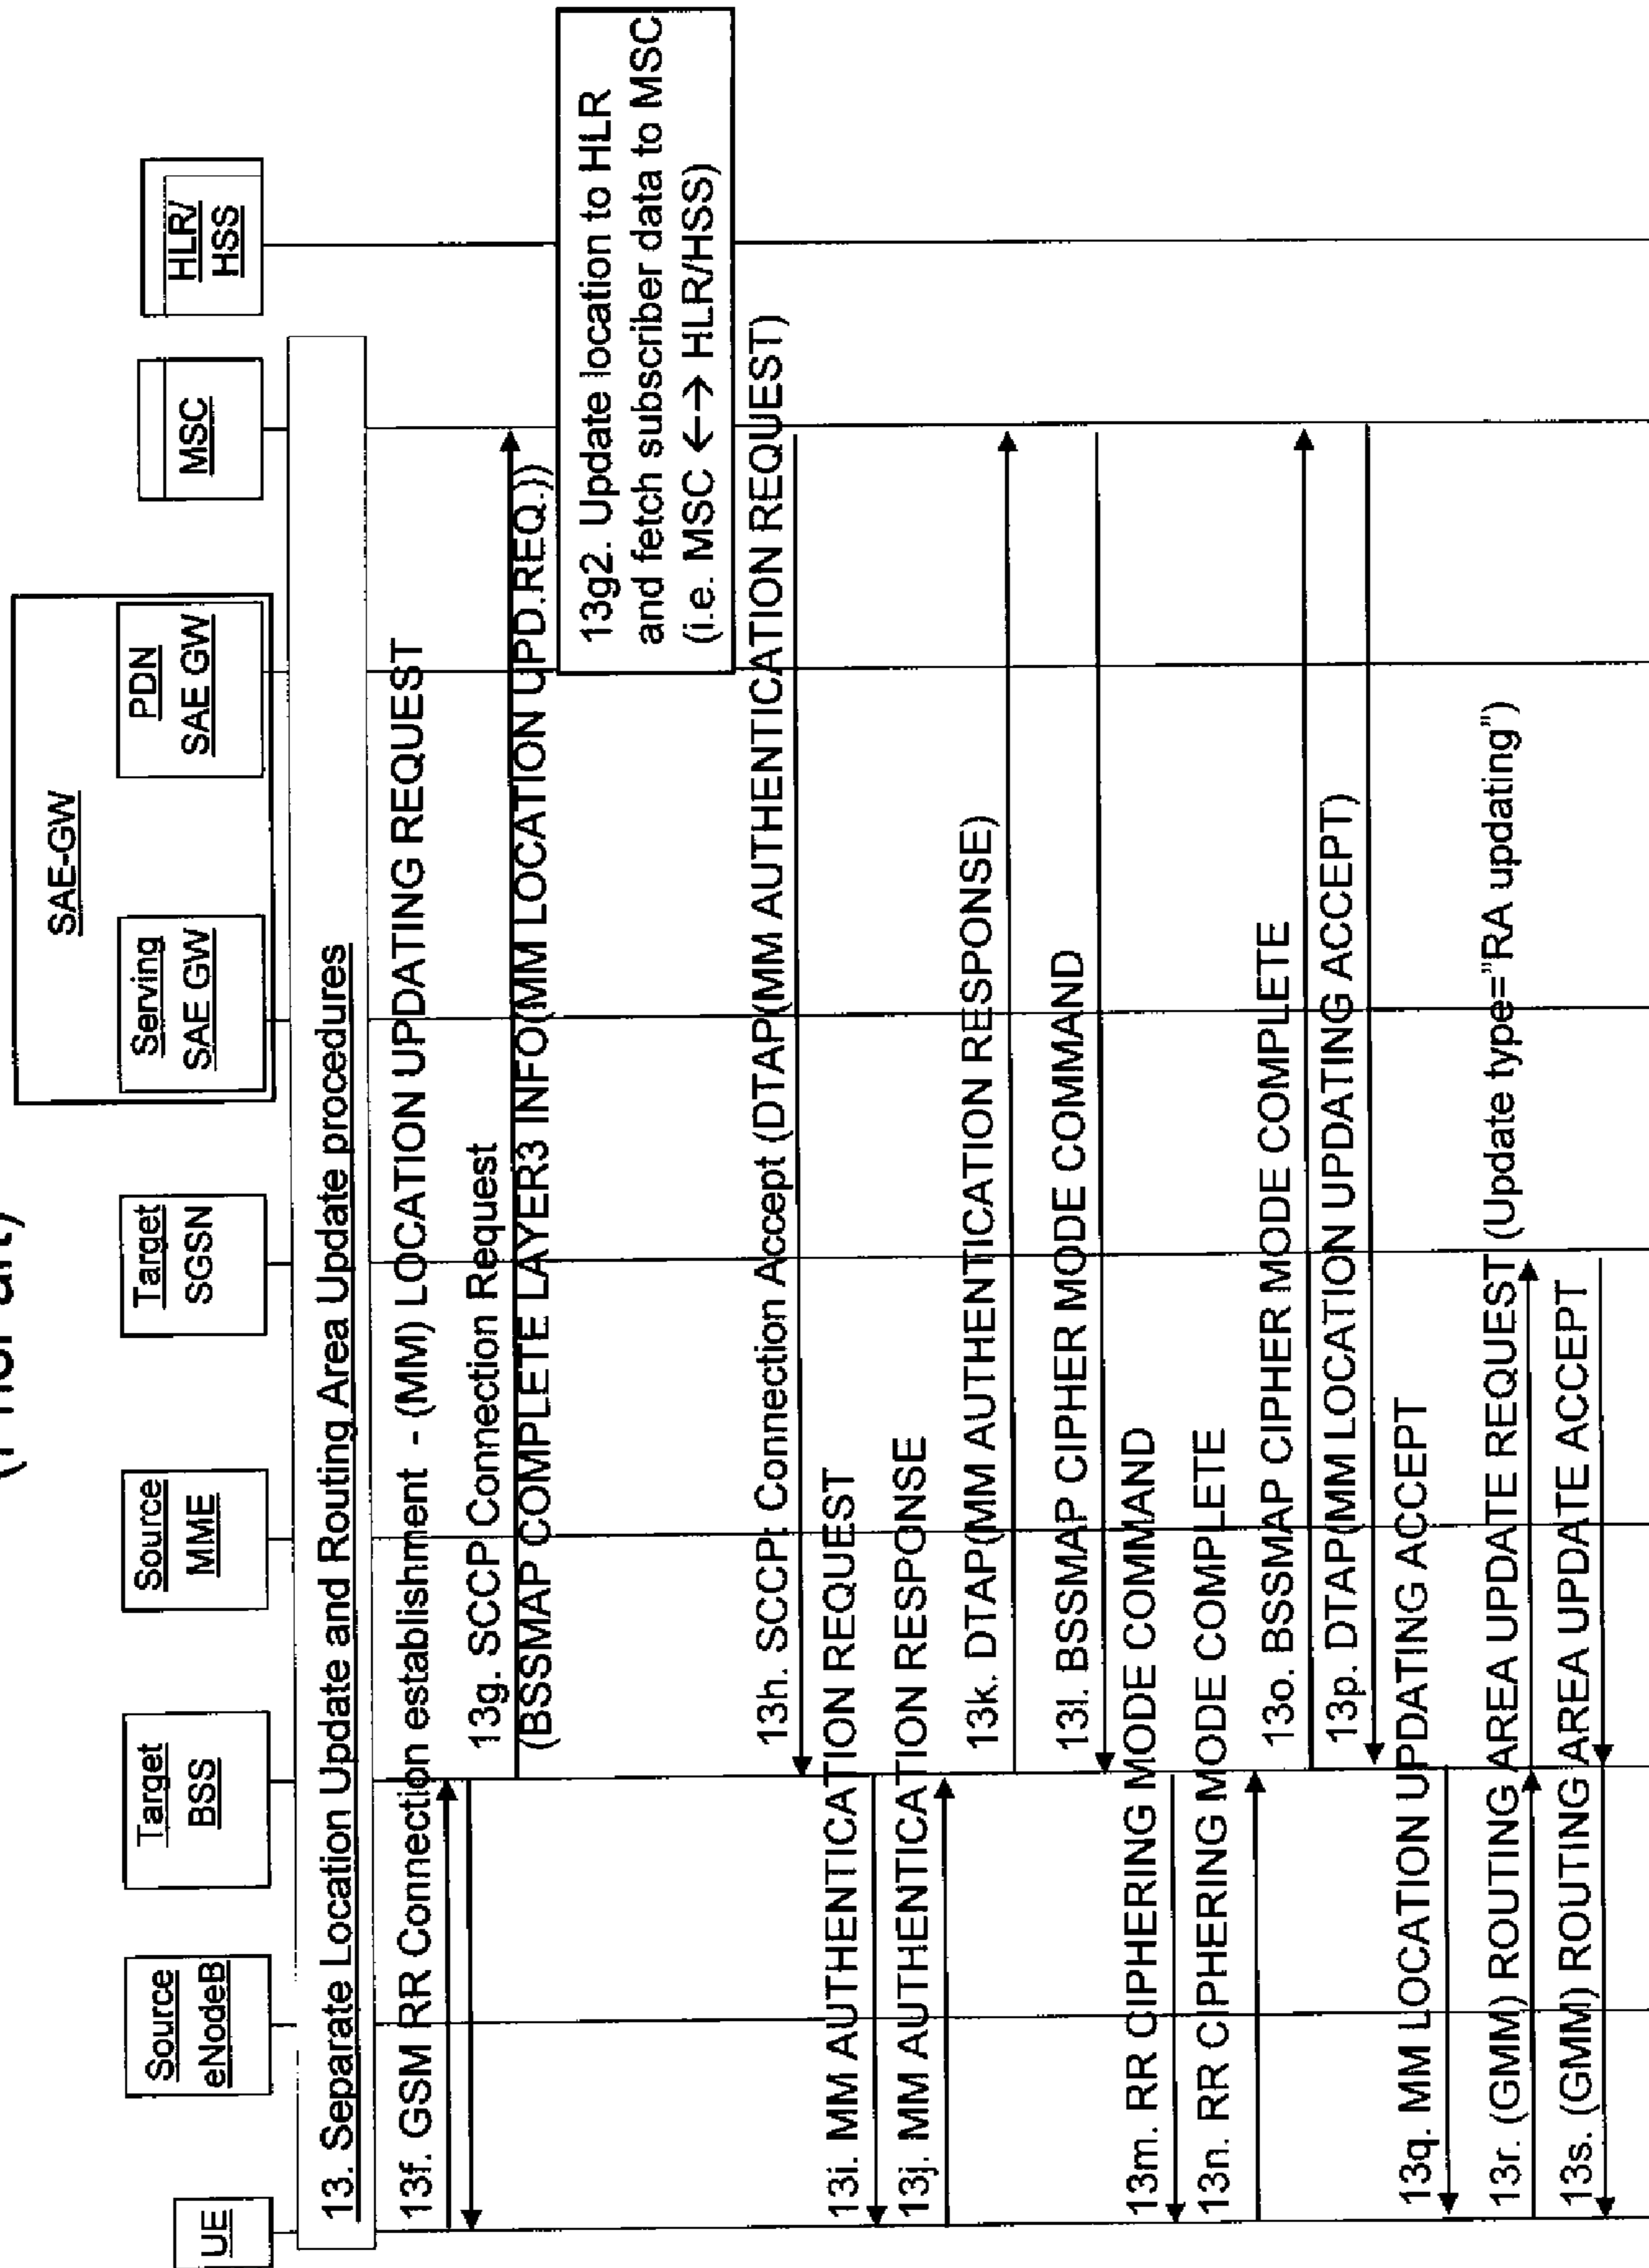 (Prior art)
SAE-GW
UE
Source
eNodeB
Target
BSS
Source
MME
Target
SGSN
Serving
SAE GW
PDN
SAE GW
MSC
HLR/
HSS
13. Separate Location Update and Routing Area Update procedures
13f. GSM RR Connection establishment - (MM) LOCATION UPDATING REQUEST
13g. SCCP: Connection Request
(BSSMAP COMPLETE LAYER3 INFO(MM LOCATION UPD.REQ.))
13g2. Update location to HLR
and fetch subscriber data to MSC
(i.e. MSC ←→ HLR/HSS)
13h. SCCP: Connection Accept (DTAP(MM AUTHENTICATION REQUEST)
13i. MM AUTHENTICATION REQUEST
13j. MM AUTHENTICATION RESPONSE
13k. DTAP(MM AUTHENTICATION RESPONSE)
13l. BSSMAP CIPHER MODE COMMAND
13m. RR CIPHERING MODE COMMAND
13n. RR CIPHERING MODE COMPLETE
13o. BSSMAP CIPHER MODE COMPLETE
13p. DTAP(MM LOCATION UPDATING ACCEPT)
13q. MM LOCATION UPDATING ACCEPT
13r. (GMM) ROUTING AREA UPDATE REQUEST (Update type="RA updating")
13s. (GMM) ROUTING AREA UPDATE ACCEPT